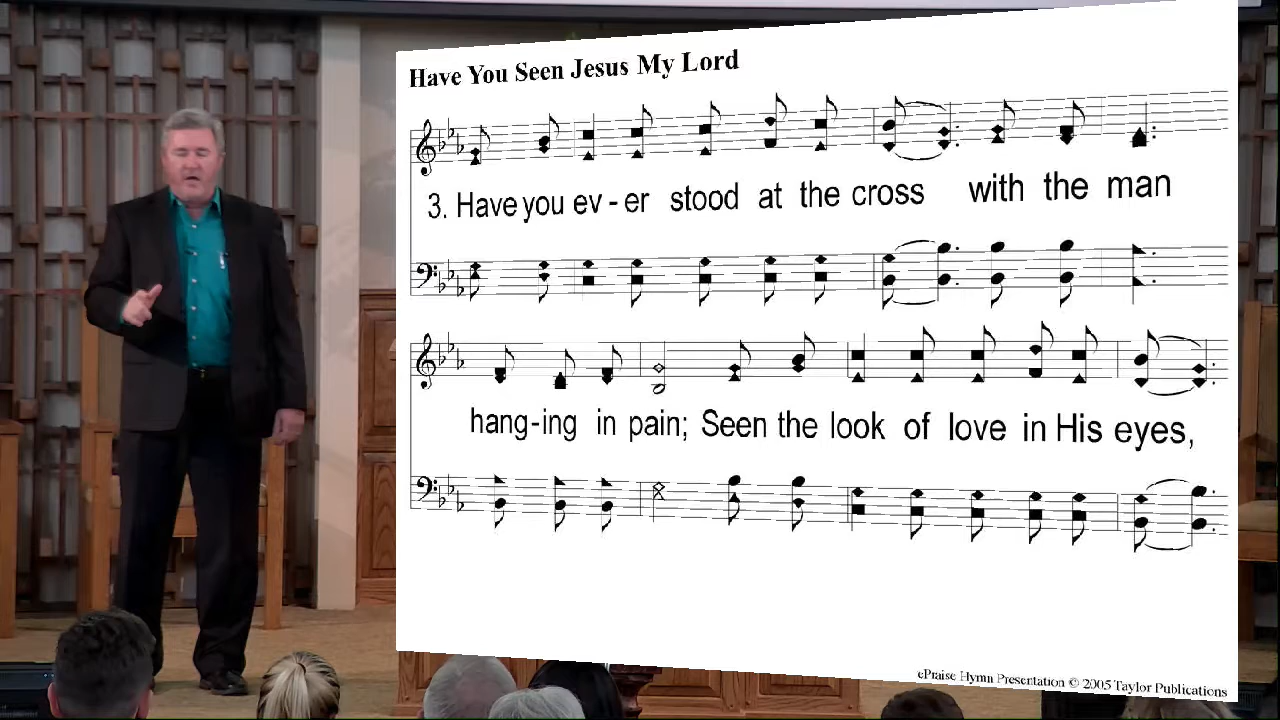 Have You Seen Jesus My Lord
3. Have you ev - er stood at the cross with the man
hang-ing in pain; Seen the look of love in His eyes,
ePraise Hymn Presentation © 2005 Taylor Publications